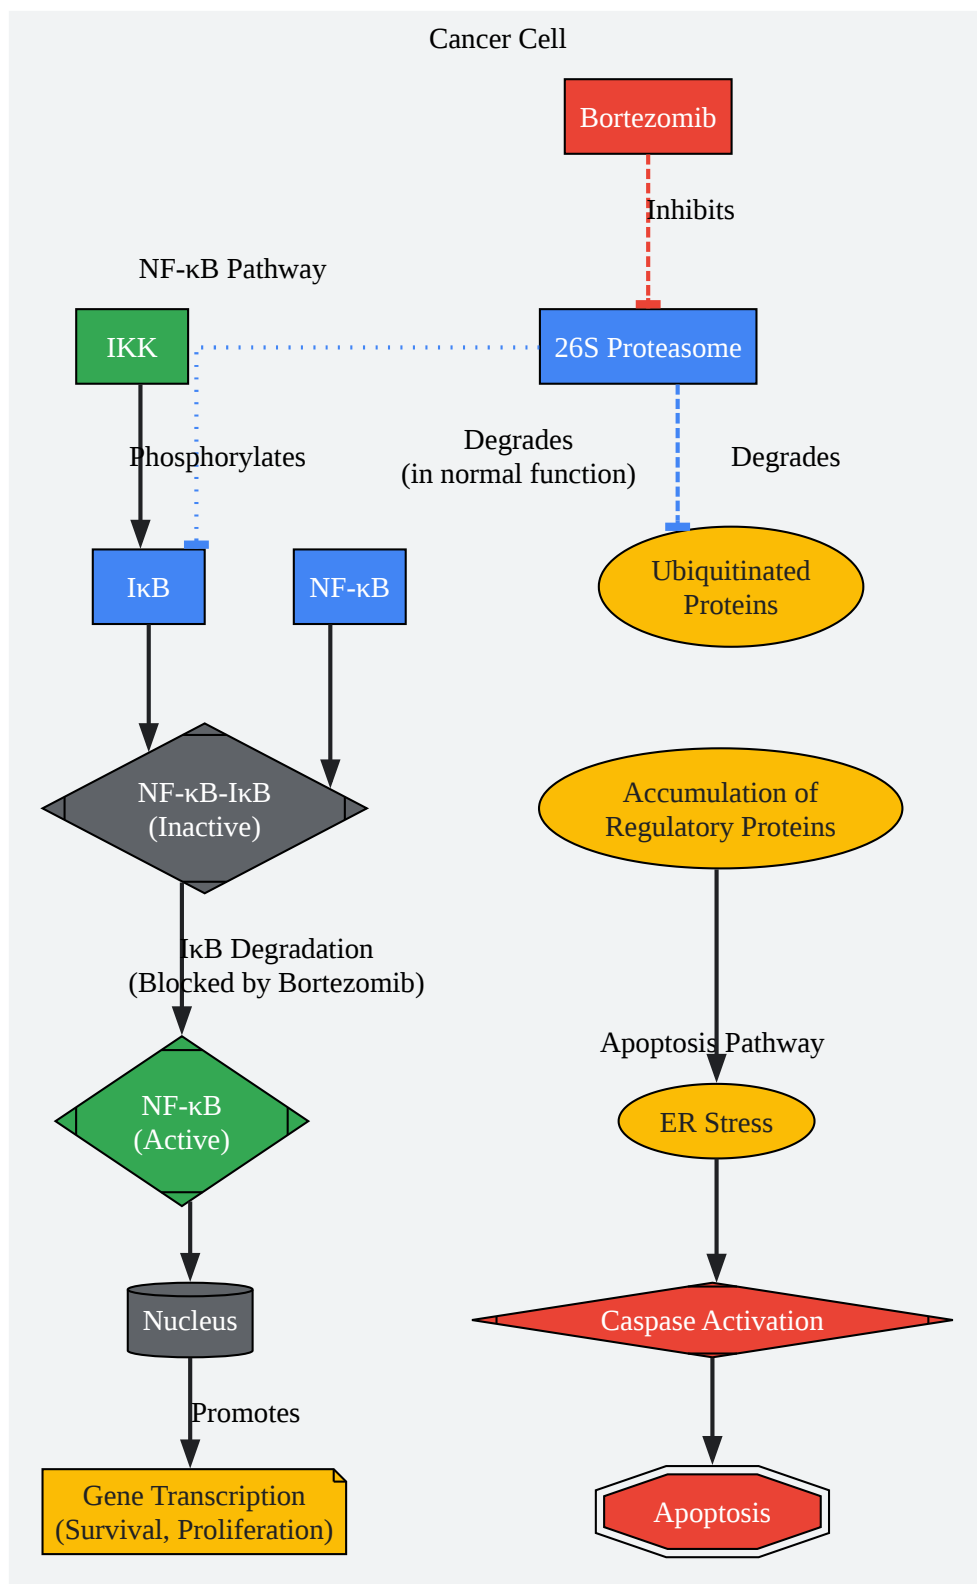 Cancer Cell
Bortezomib
Inhibits
NF-κB Pathway
IKK
26S Proteasome
Phosphorylates
Degrades
(in normal function)
Degrades
IκB
NF-κB
Ubiquitinated
Proteins
NF-κB-IκB
(Inactive)
Accumulation of
Regulatory Proteins
IκB Degradation
(Blocked by Bortezomib)
Apoptosis Pathway
NF-κB
(Active)
ER Stress
Nucleus
Caspase Activation
Promotes
Gene Transcription
(Survival, Proliferation)
Apoptosis